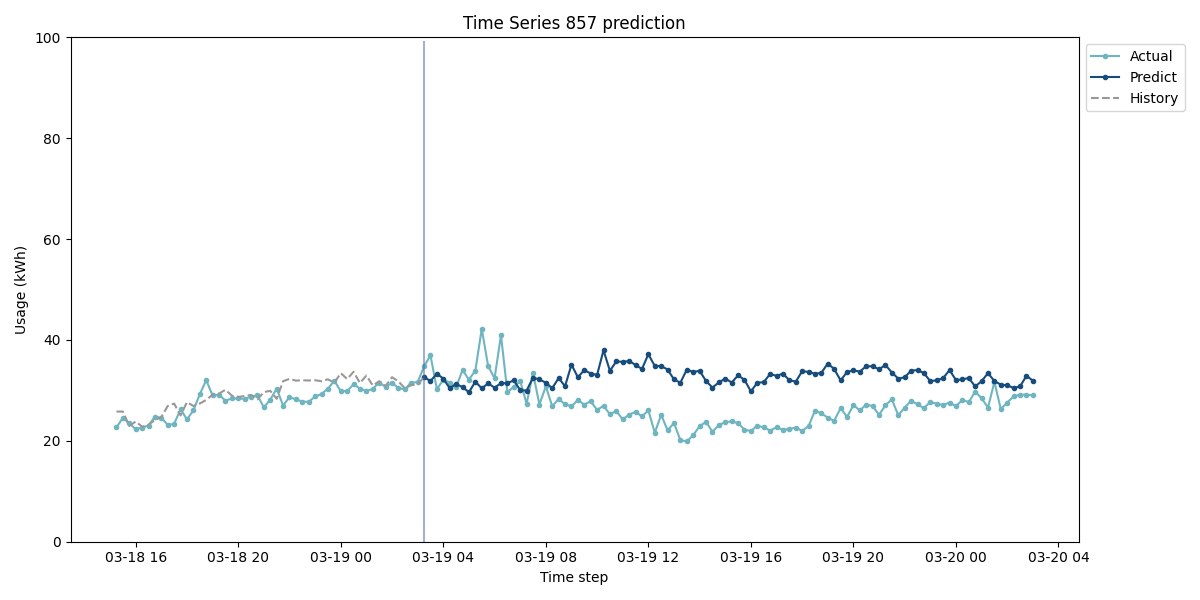 Time Series 857 prediction
100
80
60
40
20
0
Usage (kWh)
03-18 16
03-18 20
03-19 00
03-19 04
03-19 08
03-19 12
03-19 16
03-19 20
03-20 00
03-20 04
Time step
Actual
Predict
History